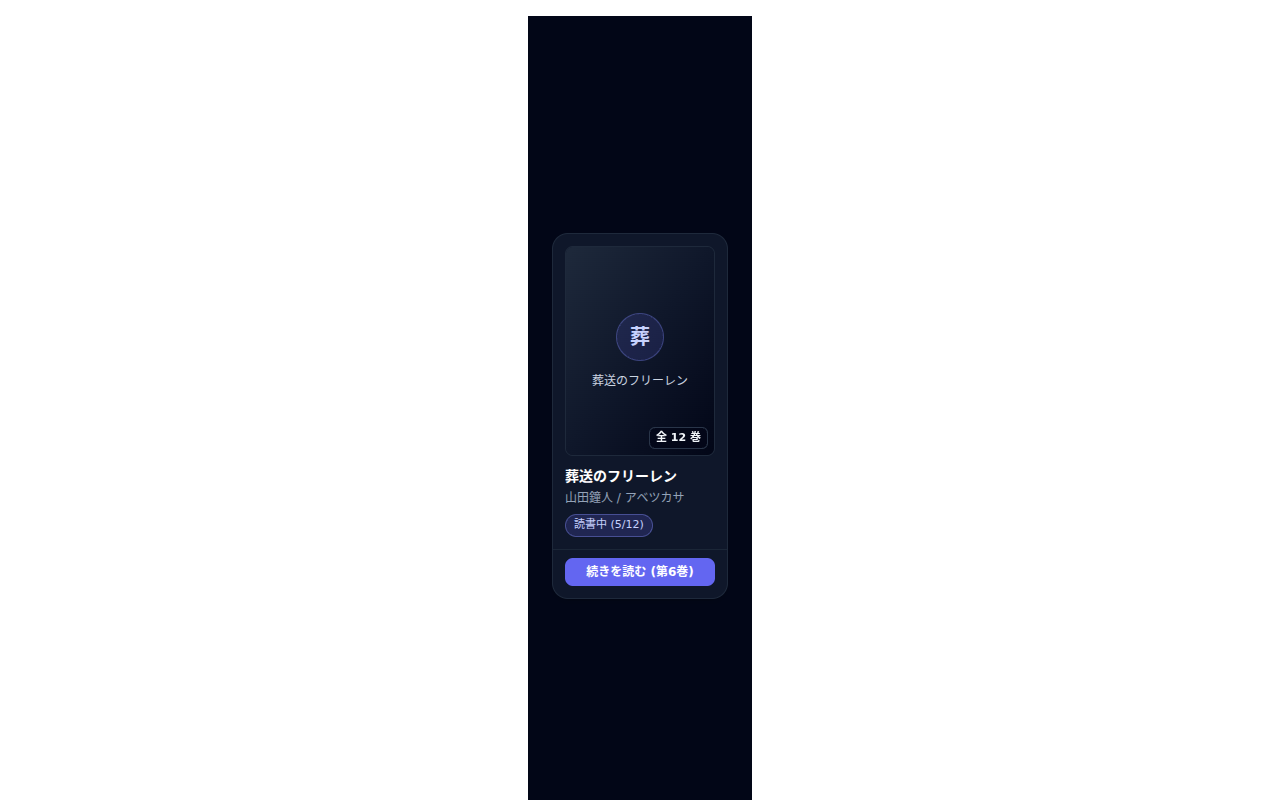 葬
葬送のフリーレン
全 12 巻
葬送のフリーレン
山田鐘人 / アベツカサ
読書中 (5/12)
続きを読む (第6巻)